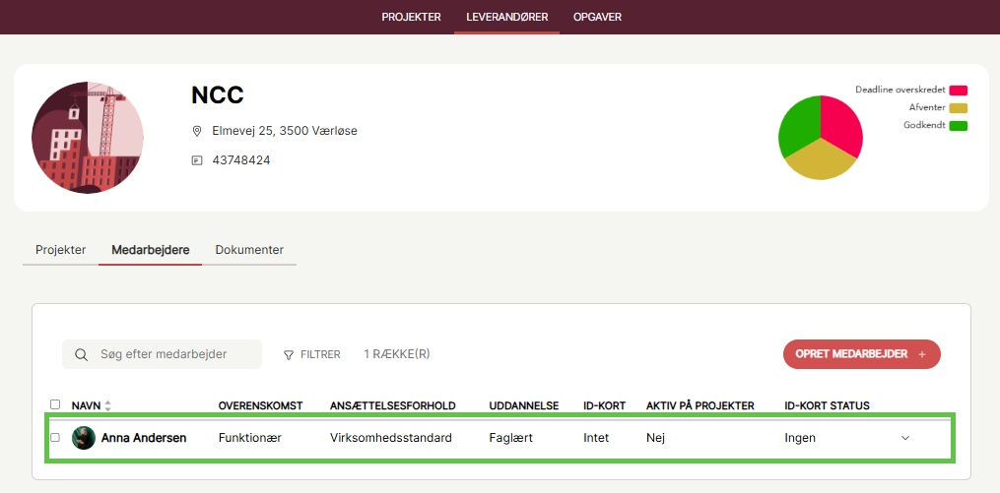 PROJEKTER LEVERANDØRER OPGAVER
NCC
Elmevej 25, 3500 Værløse
43748424
Deadline overskredet
Afventer
Godkendt
Projekter Medarbejdere Dokumenter
Søg efter medarbejder FILTRER 1 RÆKKE(R) OPRET MEDARBEJDER +
NAVN OVERENSKOMST ANSÆTTELSESFORHOLD UDDANNELSE ID-KORT AKTIV PÅ PROJEKTER ID-KORT STATUS
Anna Andersen Funktionær Virksomhedsstandard Faglært Intet Nej Ingen